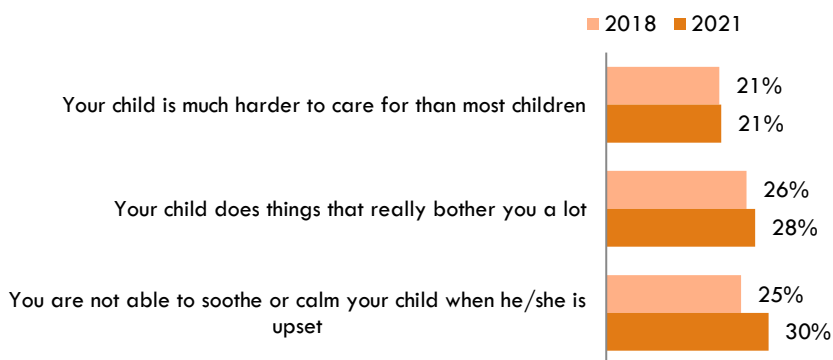 2018 2021
Your child is much harder to care for than most children
21%
21%
Your child does things that really bother you a lot
26%
28%
You are not able to soothe or calm your child when he/she is
upset
25%
30%